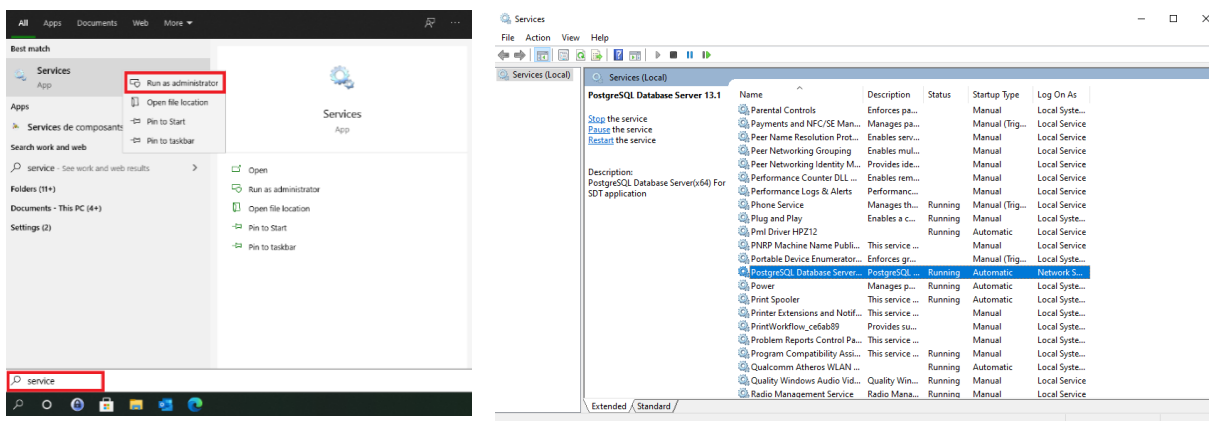 All Apps Documents Web More
Best match
Services
App
Run as administrator
Open file location
Pin to Start
Pin to taskbar
Apps
Services de composants
Search work and web
service - See work and web results
Folders (11+)
Documents - This PC (4+)
Settings (2)
Services
App
Open
Run as administrator
Open file location
Pin to Start
Pin to taskbar
service
Services
File Action View Help
Services (Local)
Services (Local)
PostgreSQL Database Server 13.1
Stop the service
Pause the service
Restart the service
Description:
PostgreSQL Database Server(x64) For
SDT application
Name Description Status Startup Type Log On As
Parental Controls Enforces pa... Manual Local Syste...
Payments and NFC/SE Man... Manages pa... Manual (Trig... Local Service
Peer Name Resolution Prot... Enables serv... Manual Local Service
Peer Networking Grouping Enables mul... Manual Local Service
Peer Networking Identity M... Provides ide... Manual Local Service
Performance Counter DLL ... Enables rem... Manual Local Service
Performance Logs & Alerts Performanc... Manual Local Service
Phone Service Manages th... Running Manual (Trig... Local Service
Plug and Play Enables a c... Running Manual Local Syste...
Pml Driver HPZ12 Running Automatic Local Service
PNRP Machine Name Publi... This service ... Manual Local Service
Portable Device Enumerator... Enforces gr... Manual (Trig... Local Syste...
PostgreSQL Database Server... PostgreSQL ... Running Automatic Network S...
Power Manages p... Running Automatic Local Syste...
Print Spooler This service ... Running Automatic Local Syste...
Printer Extensions and Notif... This service ... Manual Local Syste...
PrintWorkflow_ce6ab89 Provides su... Manual Local Syste...
Problem Reports Control Pa... This service ... Manual Local Syste...
Program Compatibility Assi... This service ... Running Manual Local Syste...
Qualcomm Atheros WLAN ... Running Automatic Local Syste...
Quality Windows Audio Vid... Quality Win... Running Manual Local Service
Radio Management Service Radio Mana... Running Manual Local Service
Extended Standard